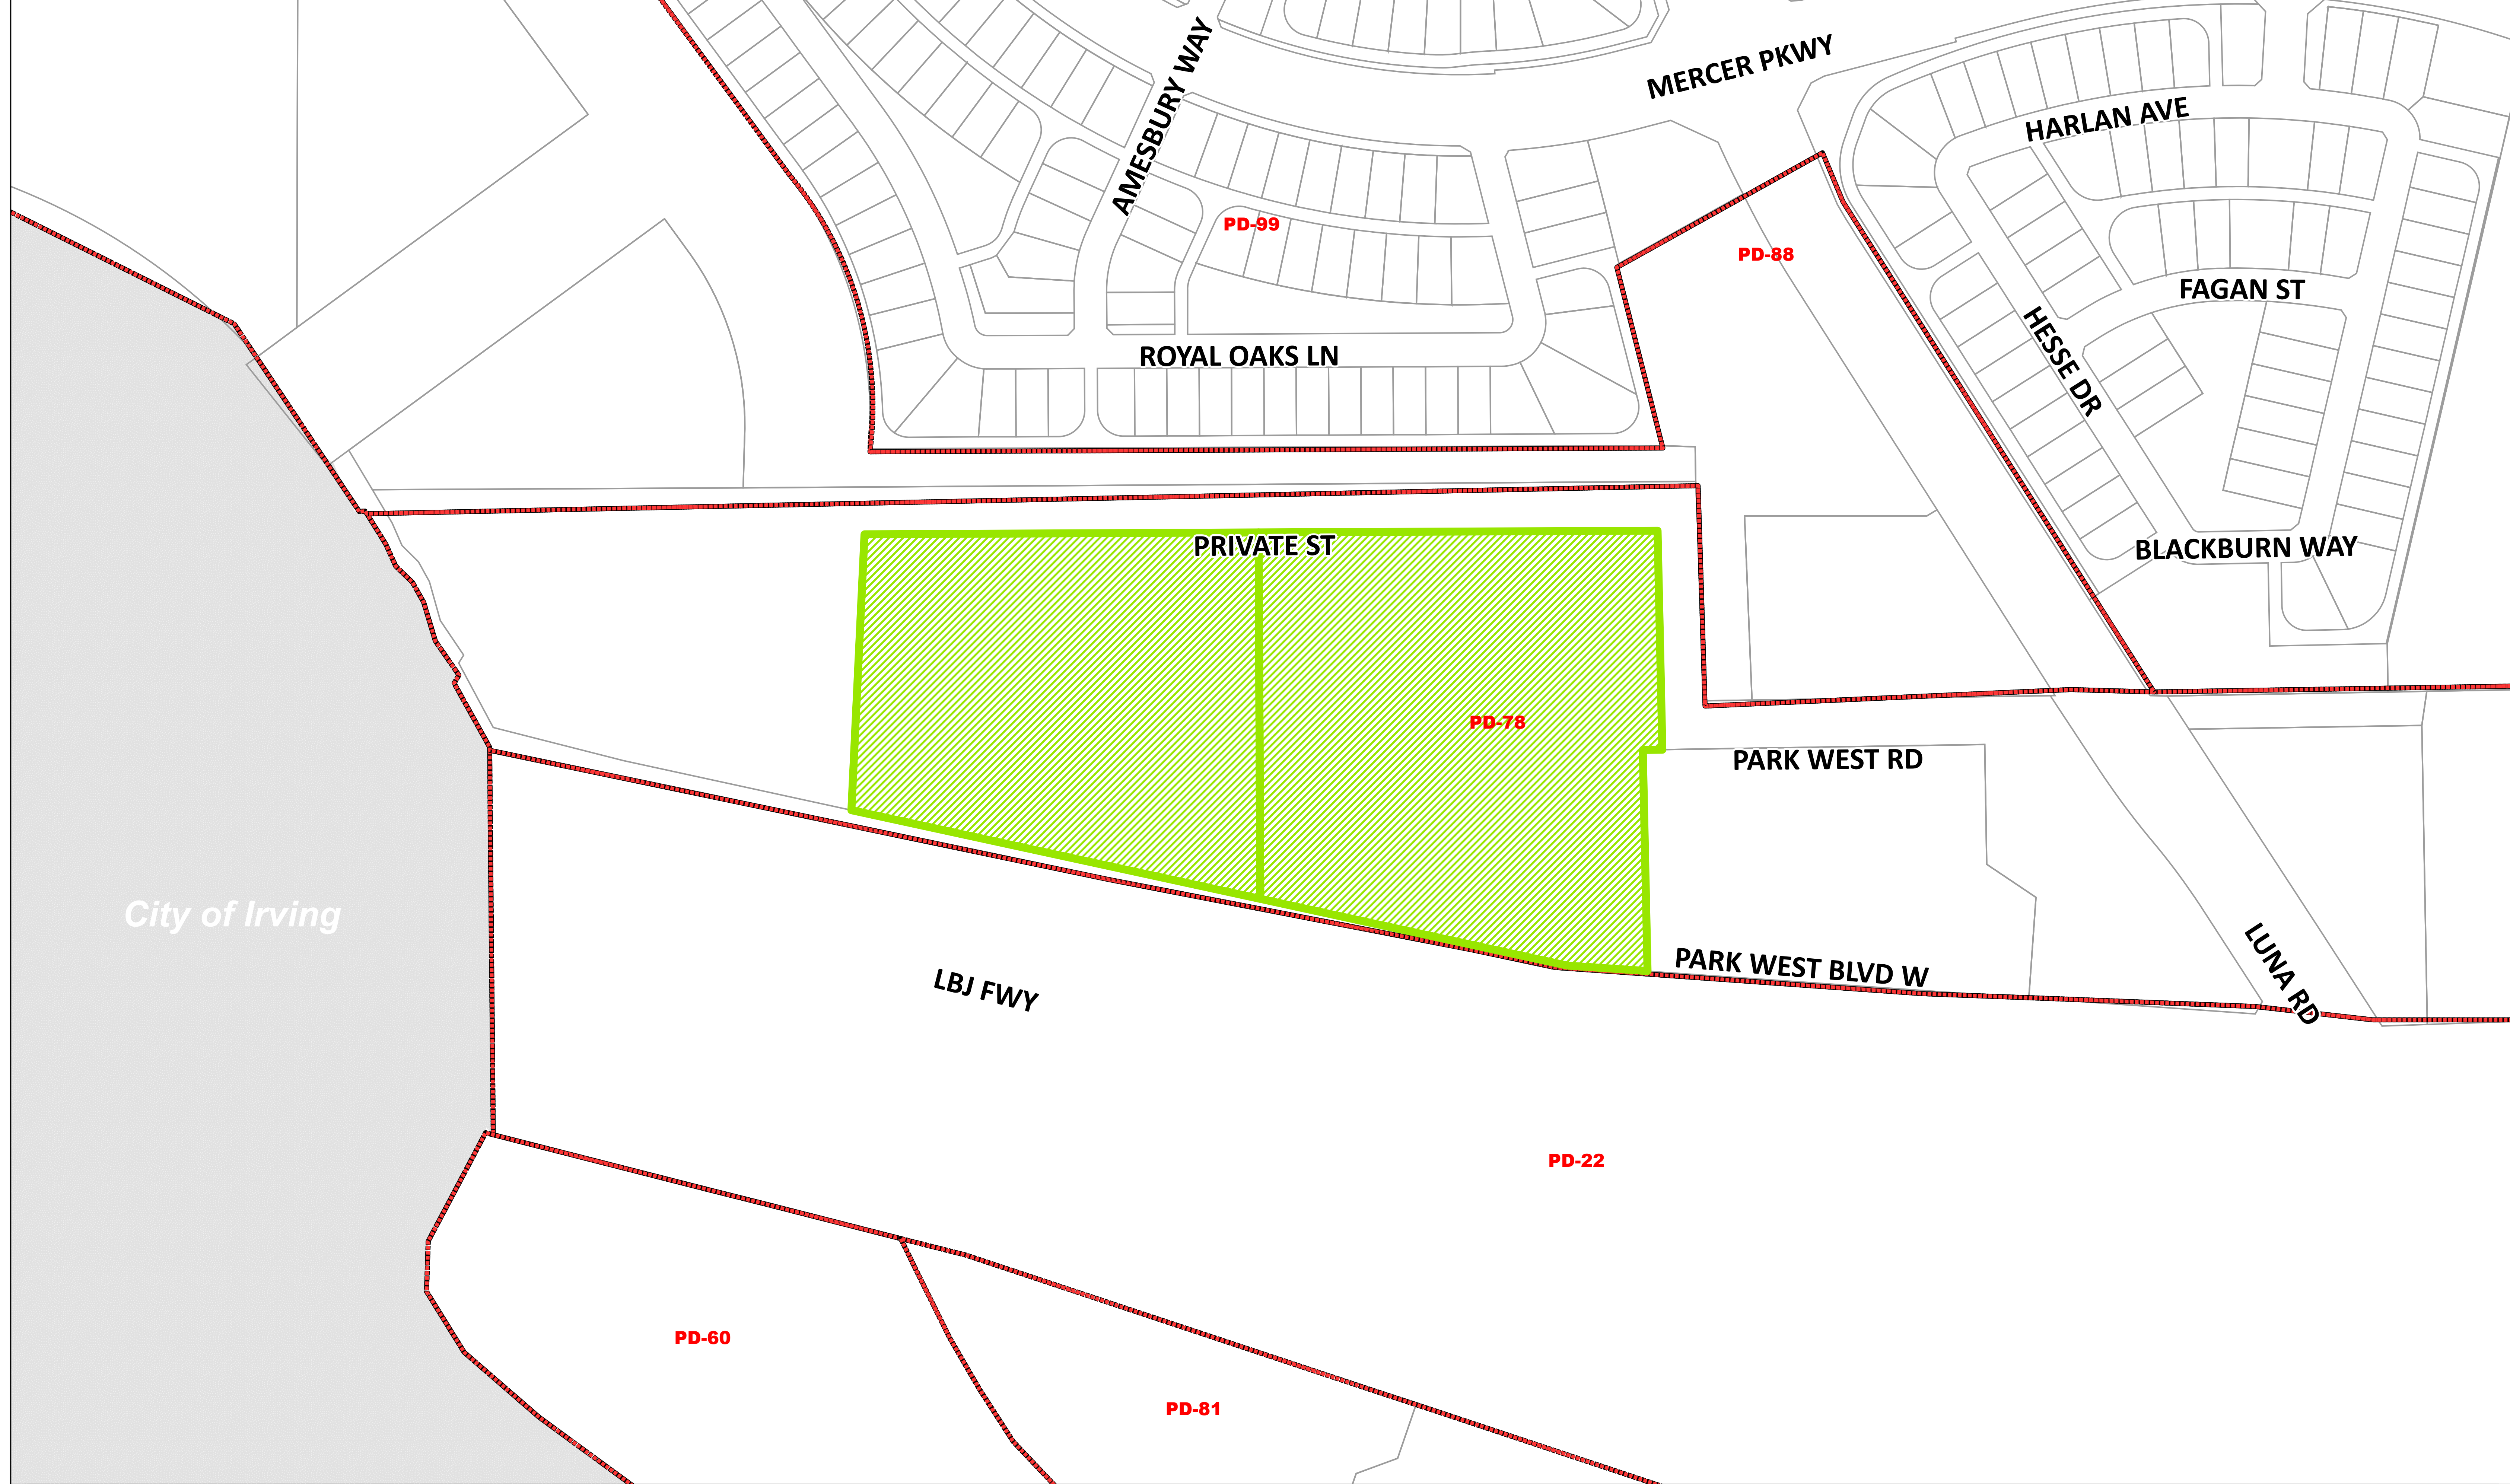 AMESBURY WAY
MERCER PKWY
HARLAN AVE
PD-99
PD-88
FAGAN ST
HESSE DR
ROYAL OAKS LN
PRIVATE ST
BLACKBURN WAY
PD-78
PARK WEST RD
City of Irving
LBJ FWY
PARK WEST BLVD W
LUNA RD
PD-22
PD-60
PD-81